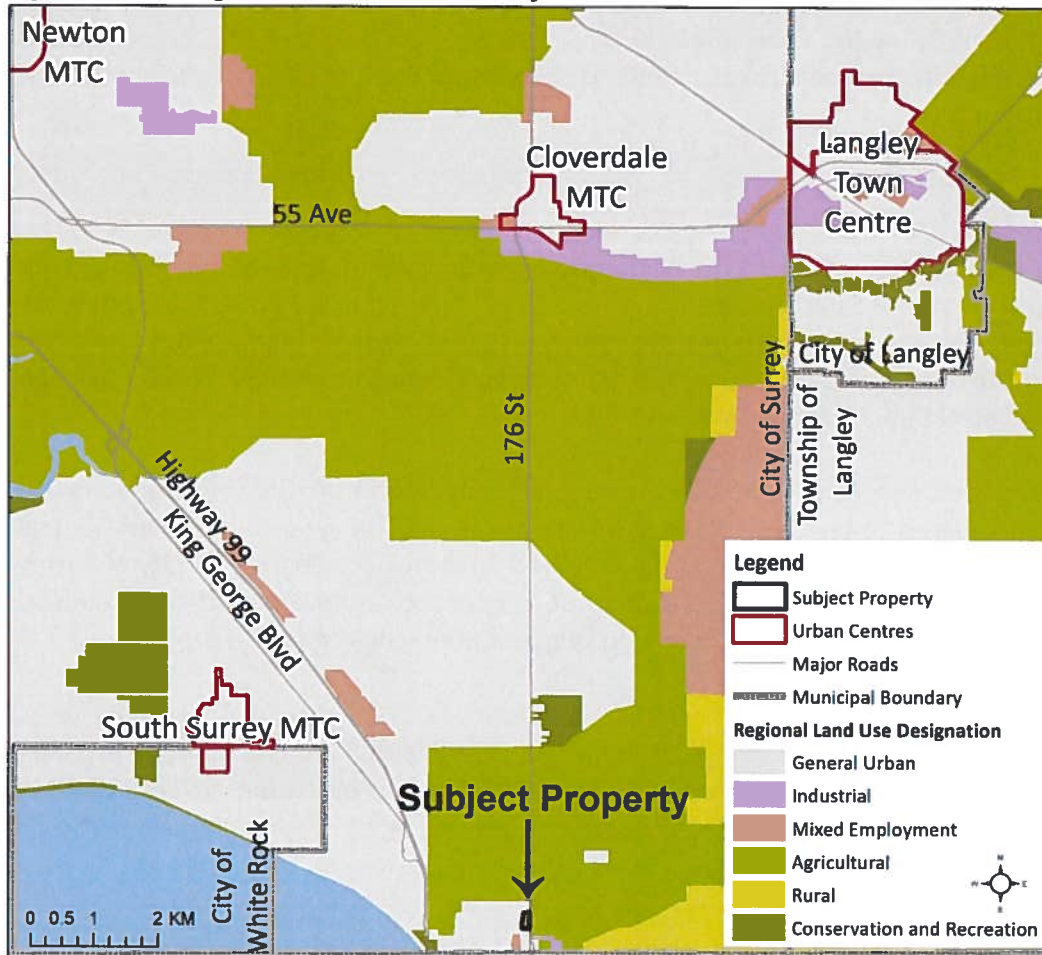 Newton
MTC
Cloverdale
MTC
Langley
Town
Centre
55 Ave
City of Langley
City of Surrey
Township of
Langley
176 St
Highway 99
King George Blvd
South Surrey MTC
Subject Property
City of
White Rock
0 0.5 1 2 KM
Legend
Subject Property
Urban Centres
Major Roads
Municipal Boundary
Regional Land Use Designation
General Urban
Industrial
Mixed Employment
Agricultural
Rural
Conservation and Recreation
N
W E
S